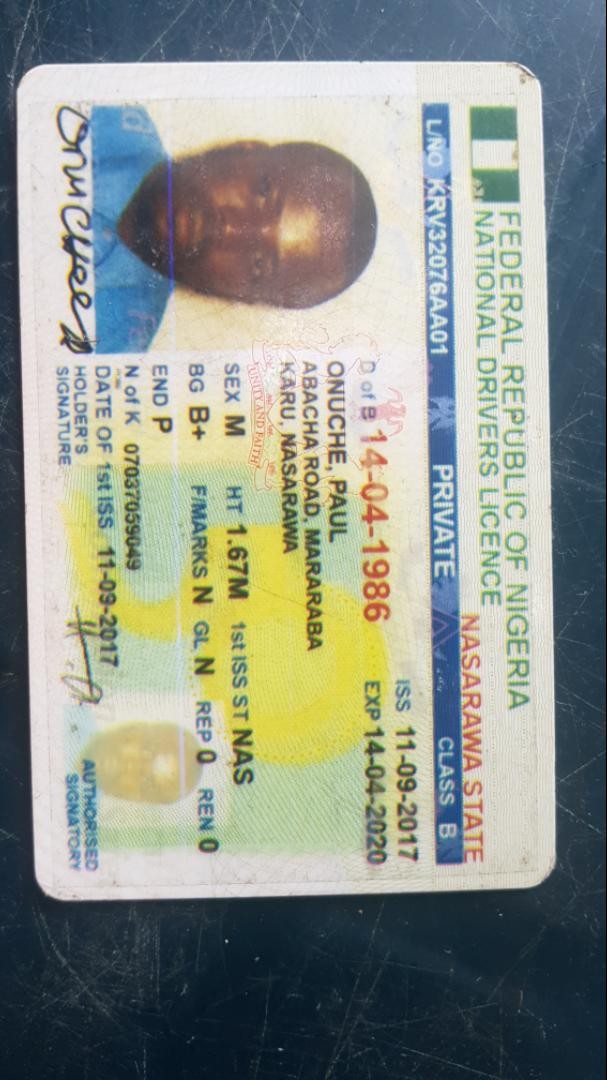 FEDERAL REPUBLIC OF NIGERIA
NATIONAL DRIVERS LICENCE
NASARAWA STATE
L/NO KRV32076AA01 PRIVATE CLASS B
D of B 14-04-1986
ISS 11-09-2017
EXP 14-04-2020
ONUCHE, PAUL
ABACHA ROAD, MARARABA
KARU, NASARAWA
UNITY AND FAITH
SEX M HT 1.67M 1st ISS ST NAS
BG B+ F/MARKS N GL N REP 0 REN 0
END P
N of K 07037059049
DATE OF 1st ISS 11-09-2017
HOLDER'S
SIGNATURE
AUTHORISED
SIGNATORY